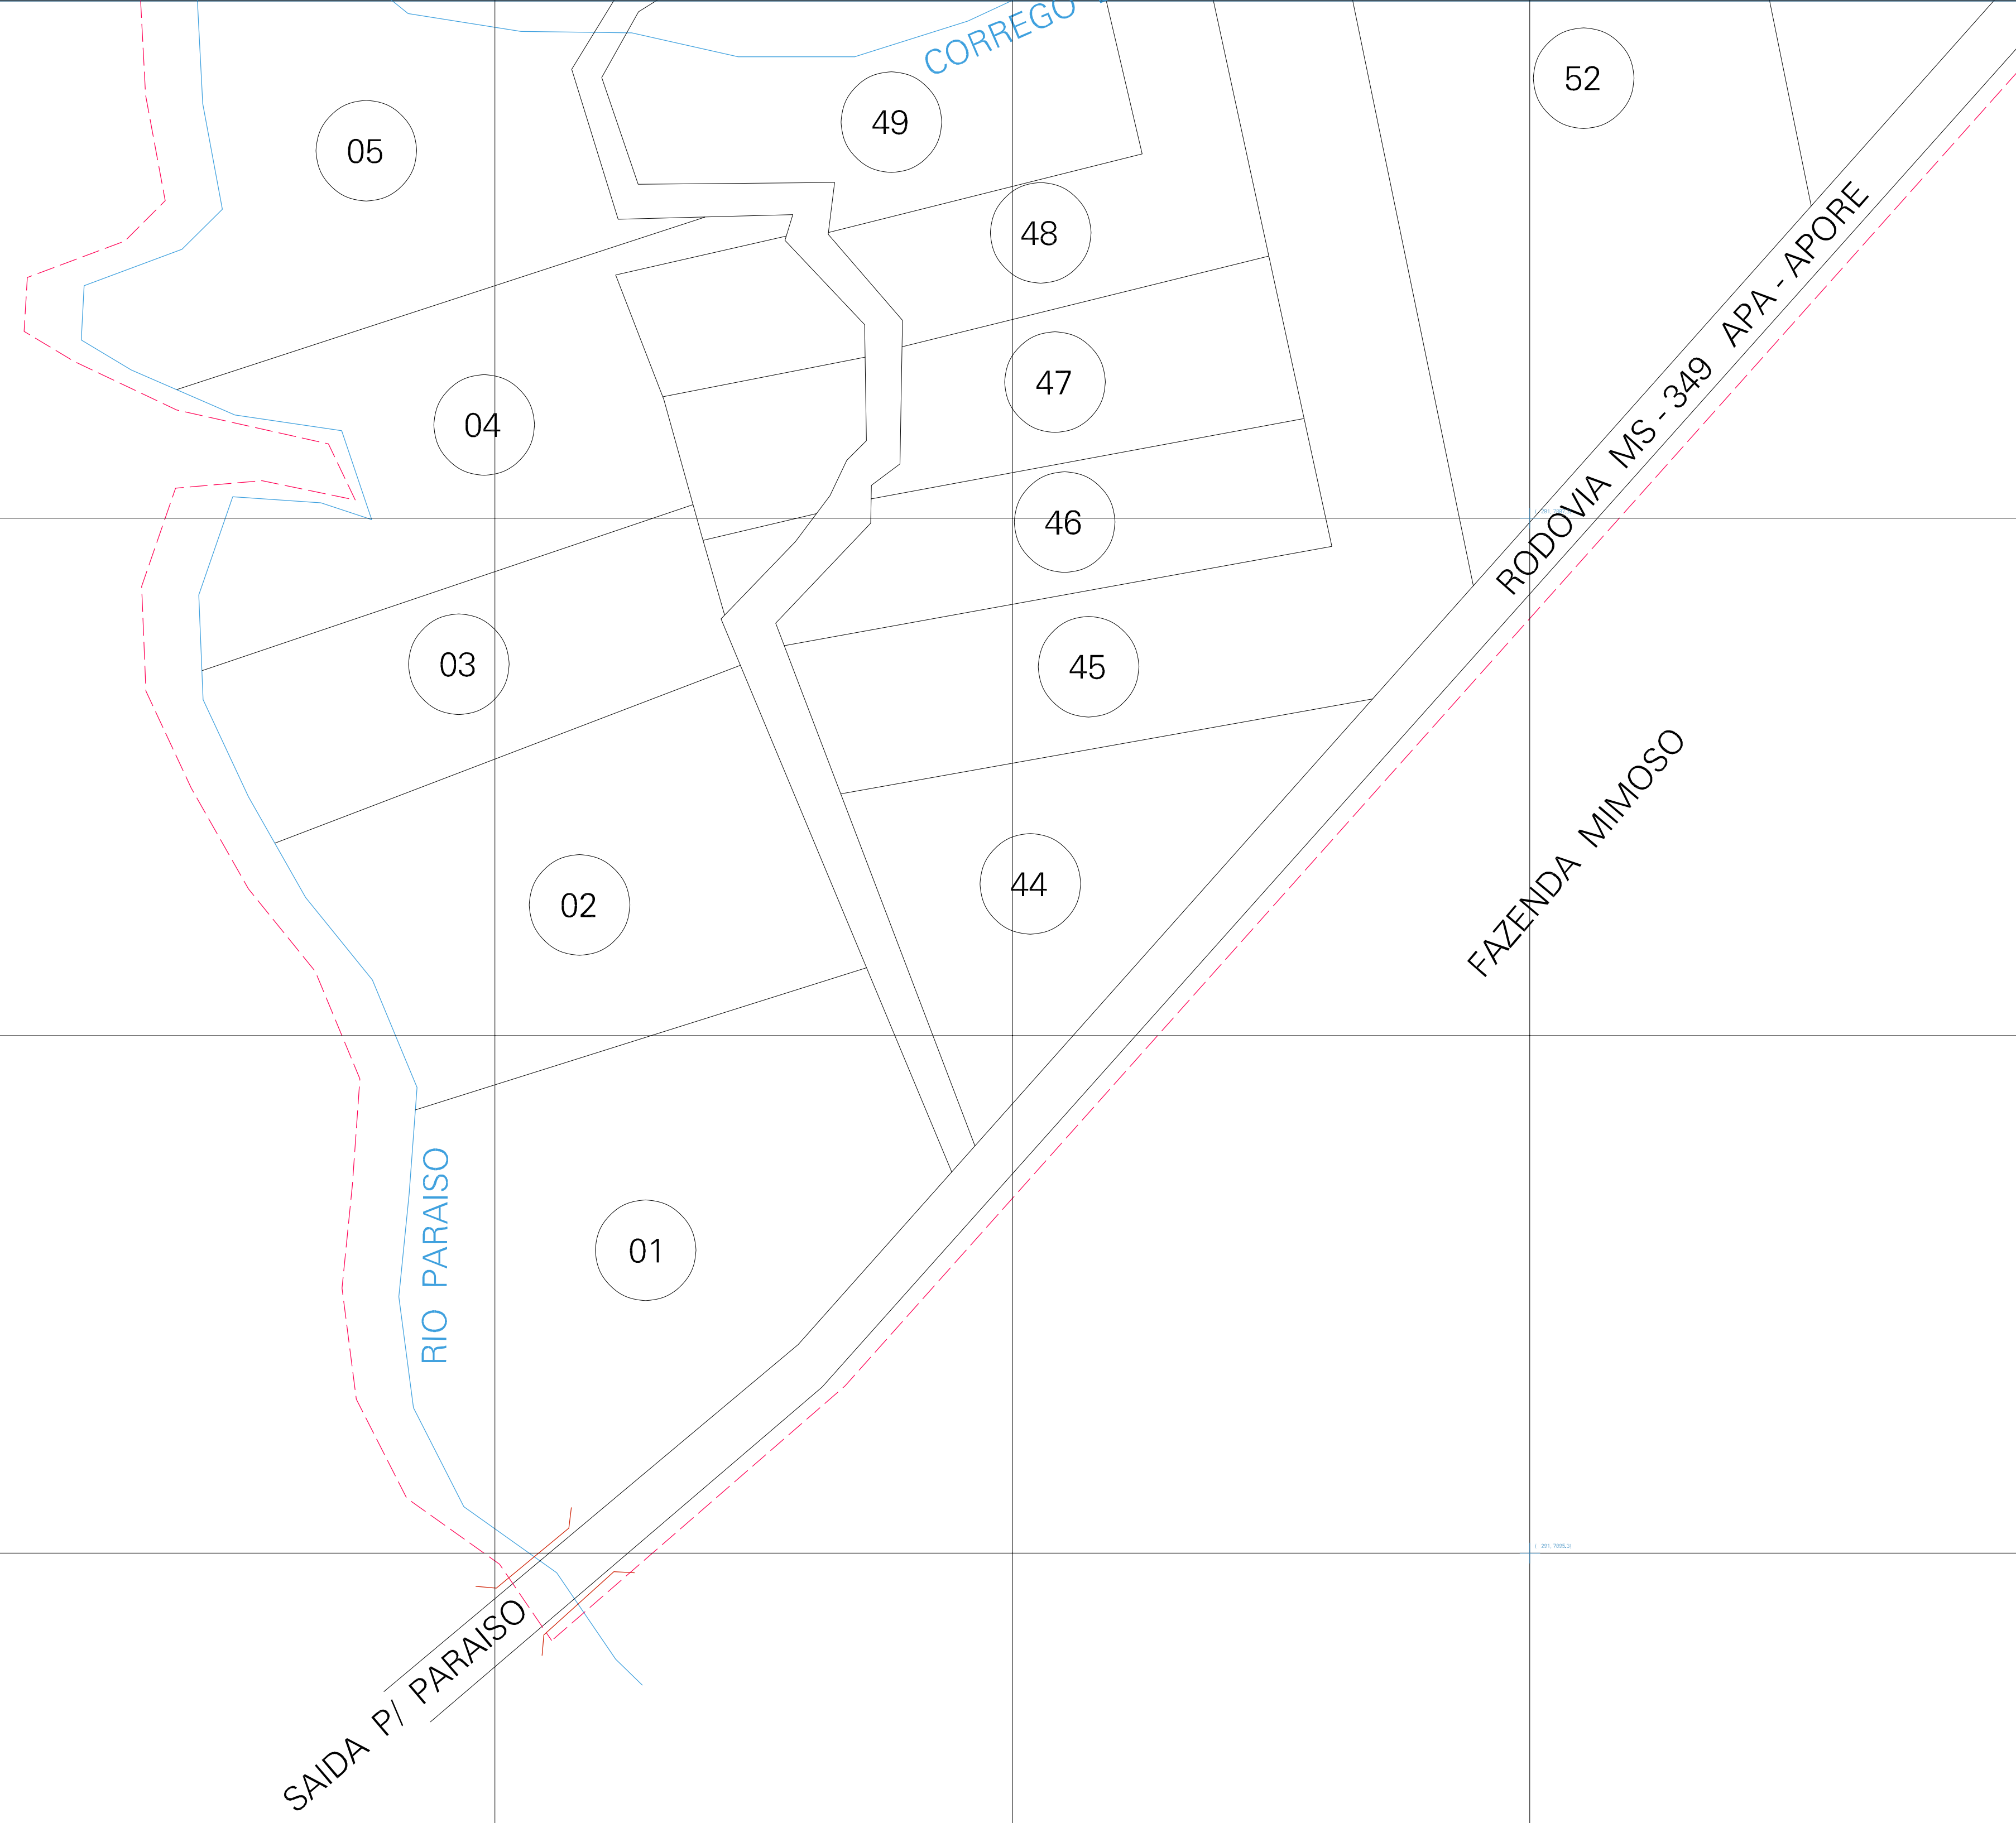 CORREGO
52
49
05
48
RODOVIA MS - 349 APA - APORE
47
04
46
03
45
FAZENDA MIMOSO
44
02
RIO PARAISO
01
SAIDA P/ PARAISO